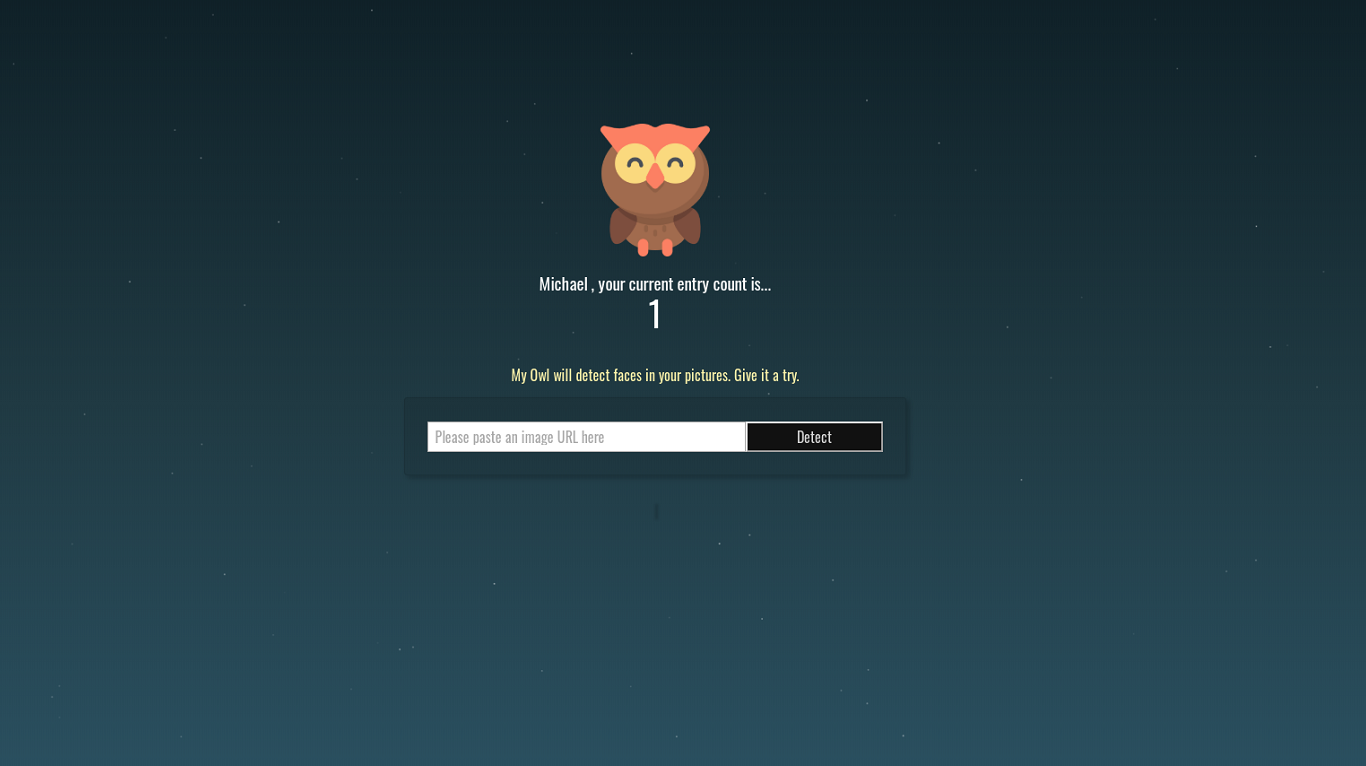 Michael , your current entry count is...
1
My Owl will detect faces in your pictures. Give it a try.
Please paste an image URL here
Detect